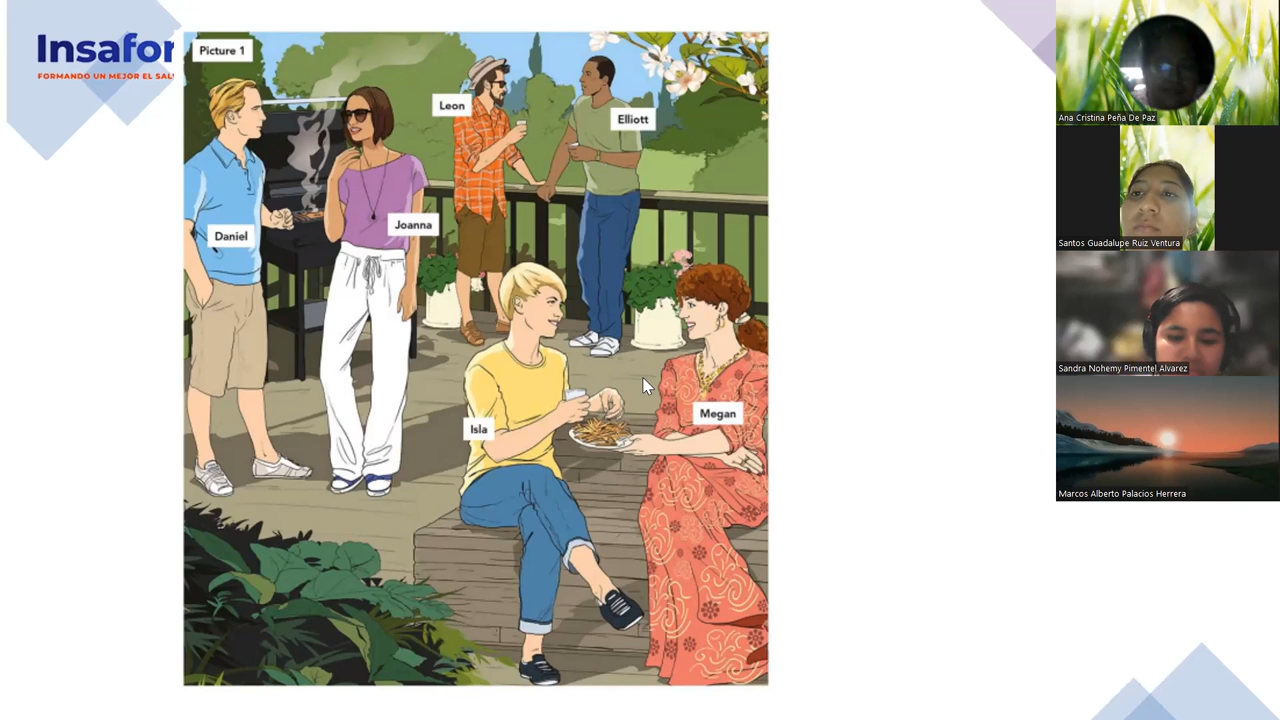 Insafor
FORMANDO UN MEJOR EL SAL
Picture 1
Leon
Elliott
Daniel
Joanna
Isla
Megan
Ana Cristina Peña De Paz
Santos Guadalupe Ruiz Ventura
Sandra Nohemy Pimentel Alvarez
Marcos Alberto Palacios Herrera